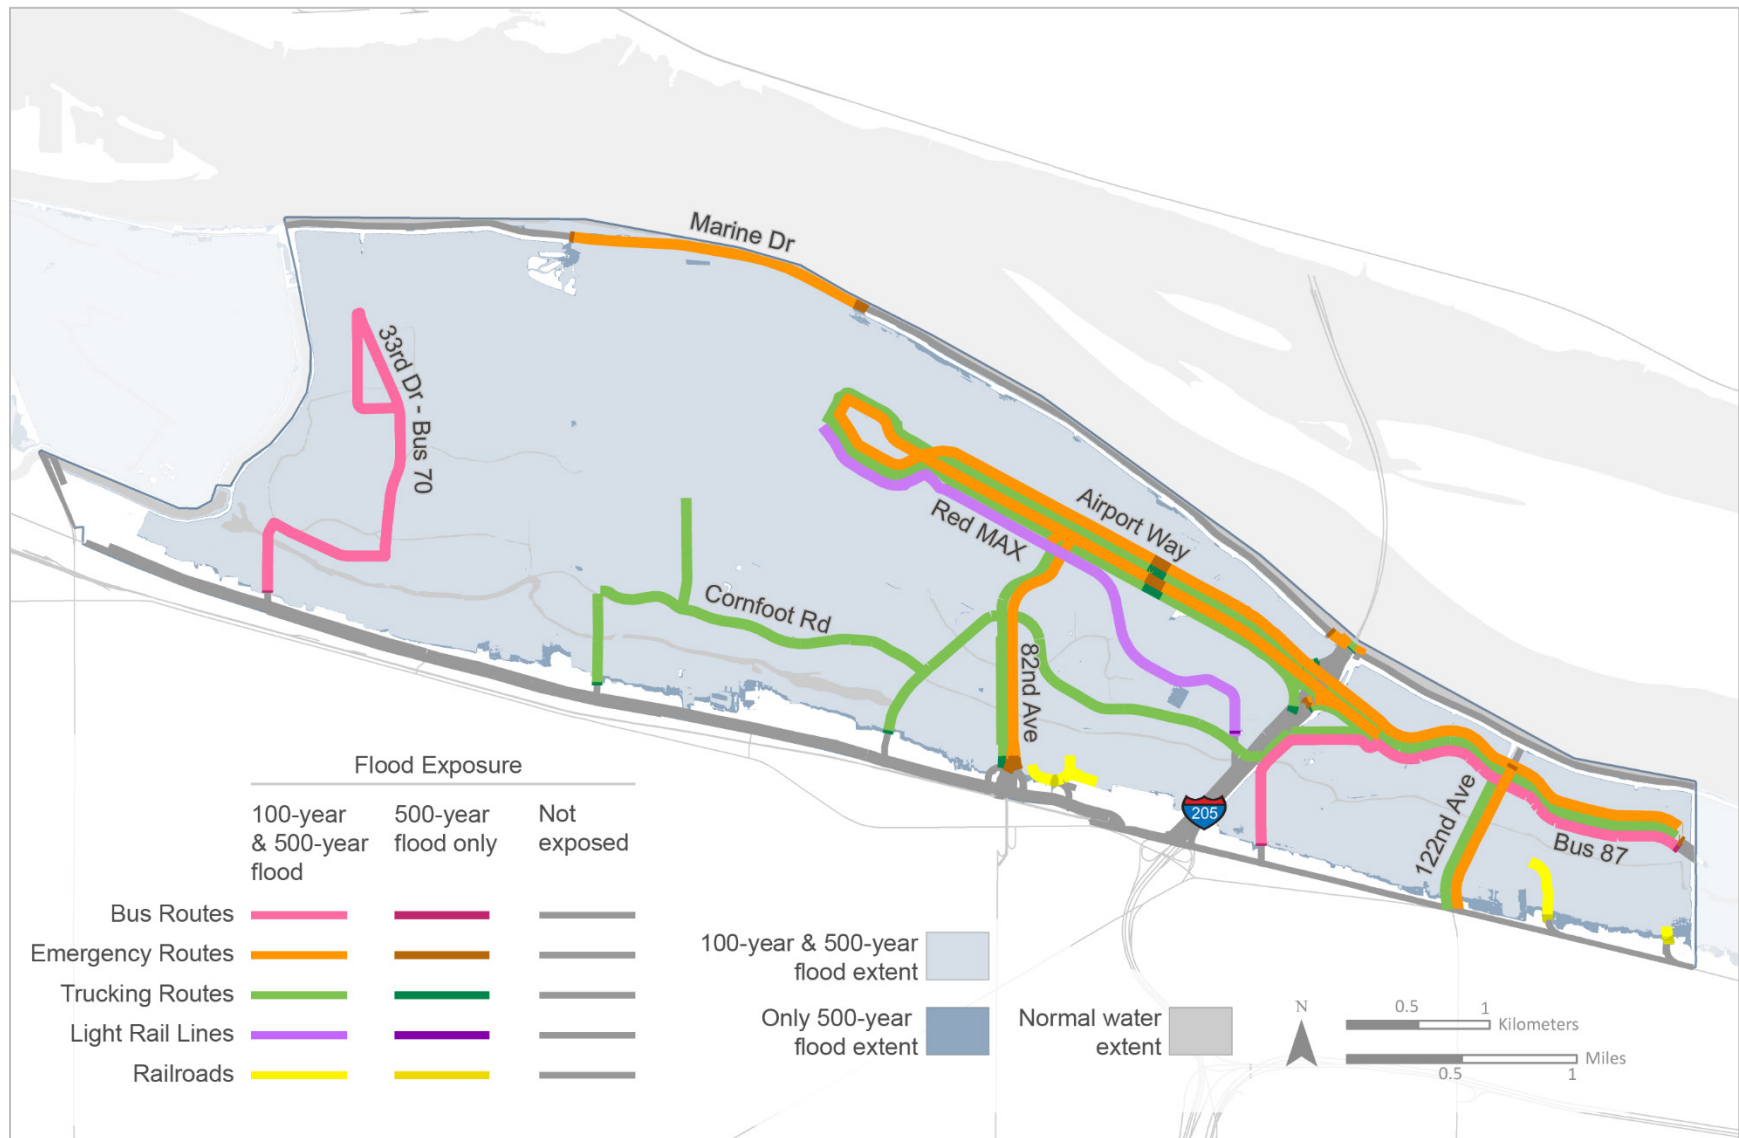 Marine Dr
33rd Dr - Bus 70
Airport Way
Red MAX
Cornfoot Rd
82nd Ave
205
122nd Ave
Bus 87
Flood Exposure
100-year
& 500-year
flood
500-year
flood only
Not
exposed
Bus Routes
Emergency Routes
Trucking Routes
Light Rail Lines
Railroads
100-year & 500-year
flood extent
Only 500-year
flood extent
Normal water
extent
N
0.5 1
Kilometers
Miles
0.5 1